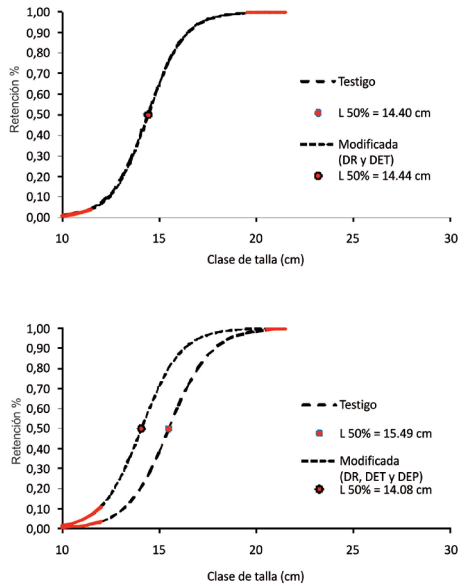 1,00
0,90
0,80
0,70
0,60
0,50
0,40
0,30
0,20
0,10
0,00
Retención %
10
15
20
25
30
Clase de talla (cm)
Testigo
L 50% = 14.40 cm
Modificada
(DR y DET)
L 50% = 14.44 cm
1,00
0,90
0,80
0,70
0,60
0,50
0,40
0,30
0,20
0,10
0,00
Retención %
10
15
20
25
30
Clase de talla (cm)
Testigo
L 50% = 15.49 cm
Modificada
(DR, DET y DEP)
L 50% = 14.08 cm